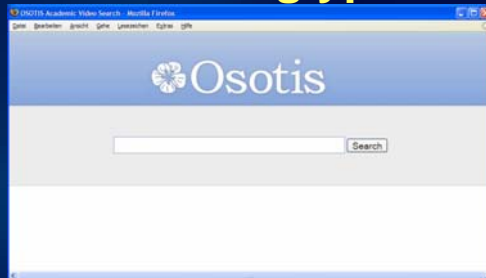 OSOTIS Academic Video Search - Mozilla Firefox
Datei Bearbeiten Ansicht Gehe Lesezeichen Extras Hilfe
Osotis
Search